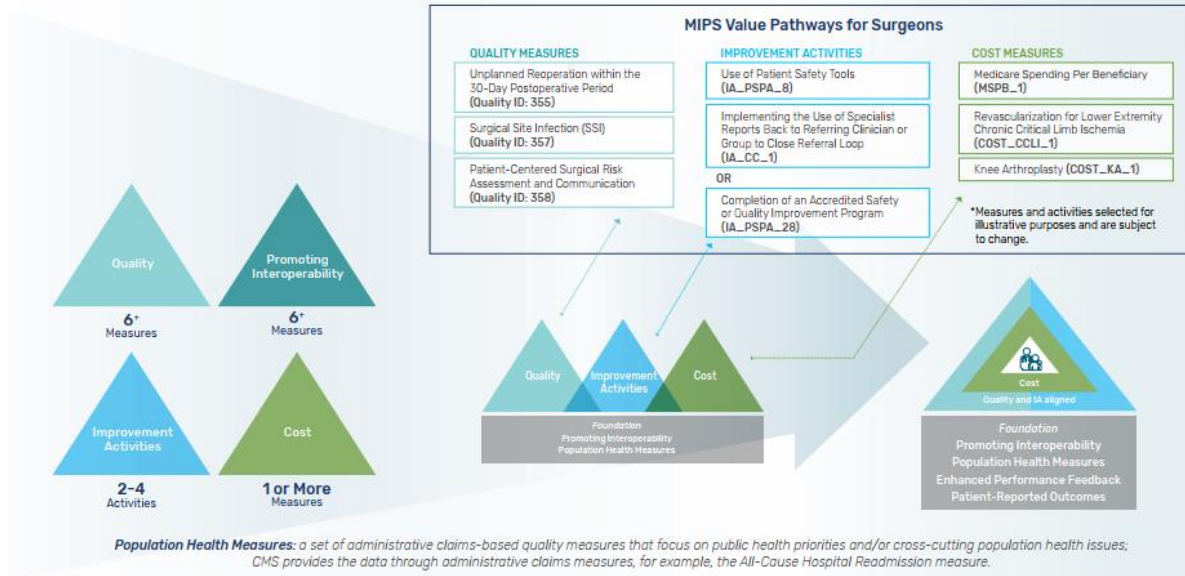 MIPS Value Pathways for Surgeons
QUALITY MEASURES
Unplanned Reoperation within the
30-Day Postoperative Period
(Quality ID: 355)
Surgical Site Infection (SSI)
(Quality ID: 357)
Patient-Centered Surgical Risk
Assessment and Communication
(Quality ID: 358)
IMPROVEMENT ACTIVITIES
Use of Patient Safety Tools
(IA_PSPA_8)
Implementing the Use of Specialist
Reports Back to Referring Clinician or
Group to Close Referral Loop
(IA_CC_1)
OR
Completion of an Accredited Safety
or Quality Improvement Program
(IA_PSPA_28)
COST MEASURES
Medicare Spending Per Beneficiary
(MSPB_1)
Revascularization for Lower Extremity
Chronic Critical Limb Ischemia
(COST_CCLI_1)
Knee Arthroplasty (COST_KA_1)
*Measures and activities selected for
illustrative purposes and are subject
to change.
Quality
6+
Measures
Promoting
Interoperability
6+
Measures
Improvement
Activities
2-4
Activities
Cost
1 or More
Measures
Quality
Improvement
Activities
Cost
Foundation
Promoting Interoperability
Population Health Measures
Cost
Quality and IA aligned
Foundation
Promoting Interoperability
Population Health Measures
Enhanced Performance Feedback
Patient-Reported Outcomes
Population Health Measures: a set of administrative claims-based quality measures that focus on public health priorities and/or cross-cutting population health issues;
CMS provides the data through administrative claims measures, for example, the All-Cause Hospital Readmission measure.